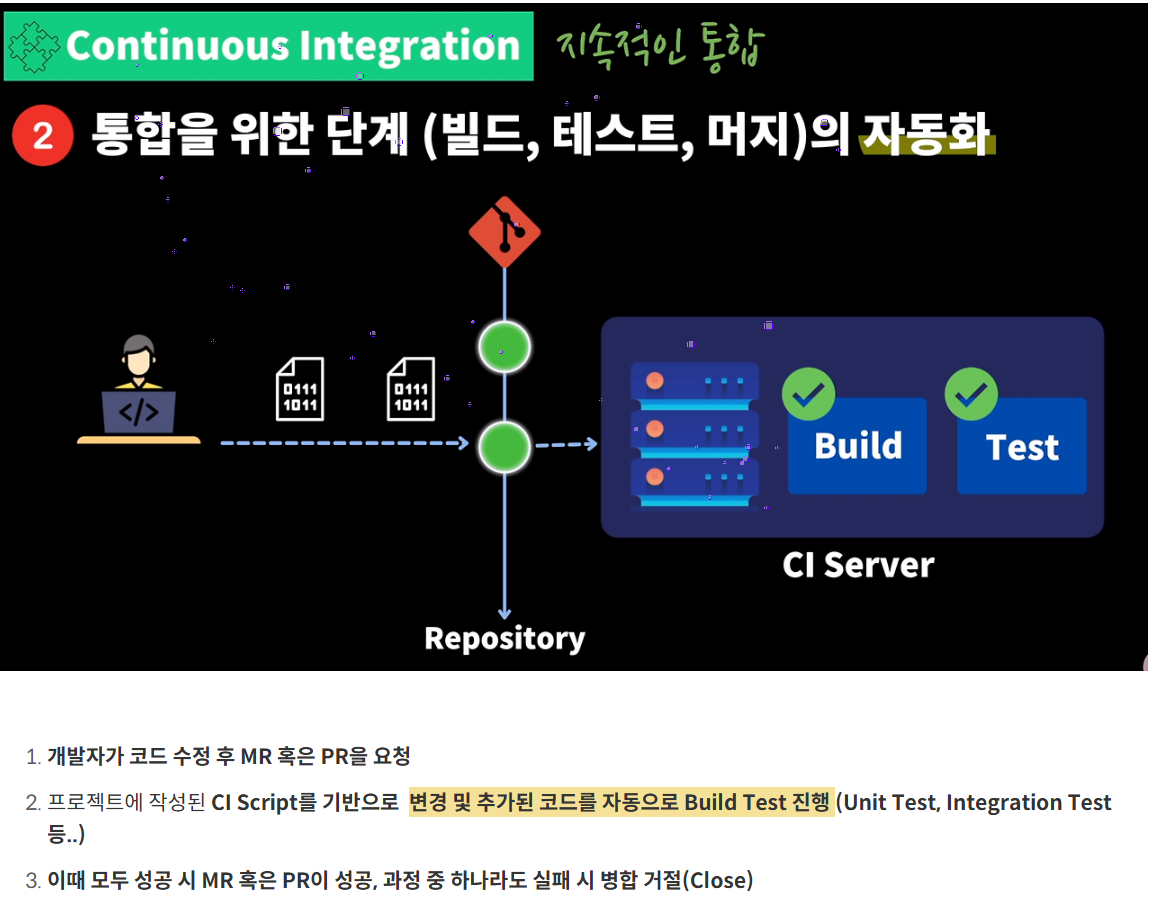 Continuous Integration 지속적인 통합
2 통합을 위한 단계 (빌드, 테스트, 머지)의 자동화
0111
1011
0111
1011
</>
Build
Test
CI Server
Repository
1. 개발자가 코드 수정 후 MR 혹은 PR을 요청
2. 프로젝트에 작성된 CI Script를 기반으로 변경 및 추가된 코드를 자동으로 Build Test 진행 (Unit Test, Integration Test
등..)
3. 이때 모두 성공 시 MR 혹은 PR이 성공, 과정 중 하나라도 실패 시 병합 거절(Close)